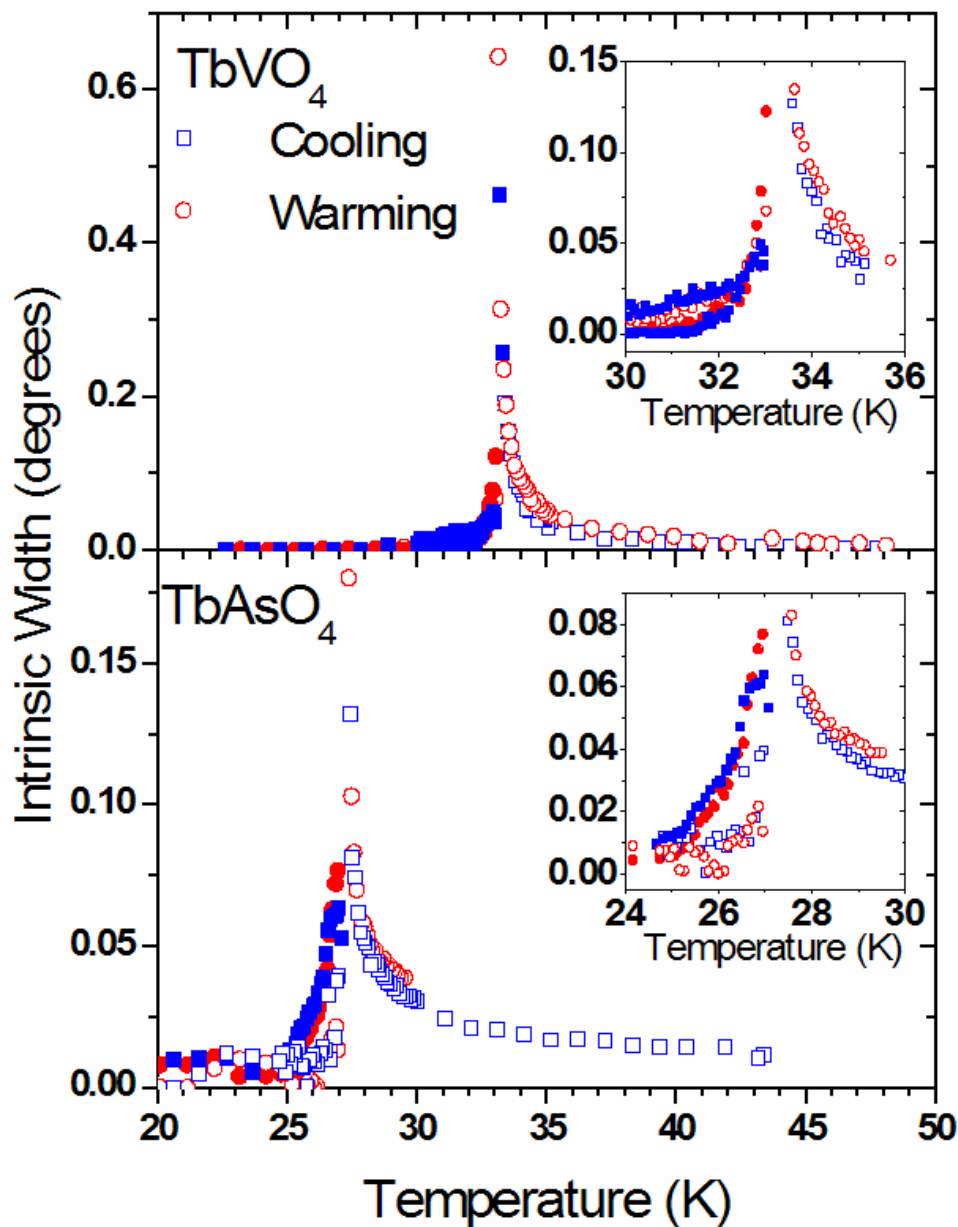 TbVO4
Cooling
Warming
0.6
0.4
0.2
0.0
0.15
0.10
0.05
0.00
30 32 34 36
Temperature (K)
Intrinsic Width (degrees)
TbAsO4
0.15
0.10
0.05
0.00
0.08
0.06
0.04
0.02
0.00
24 26 28 30
Temperature (K)
20 25 30 35 40 45 50
Temperature (K)